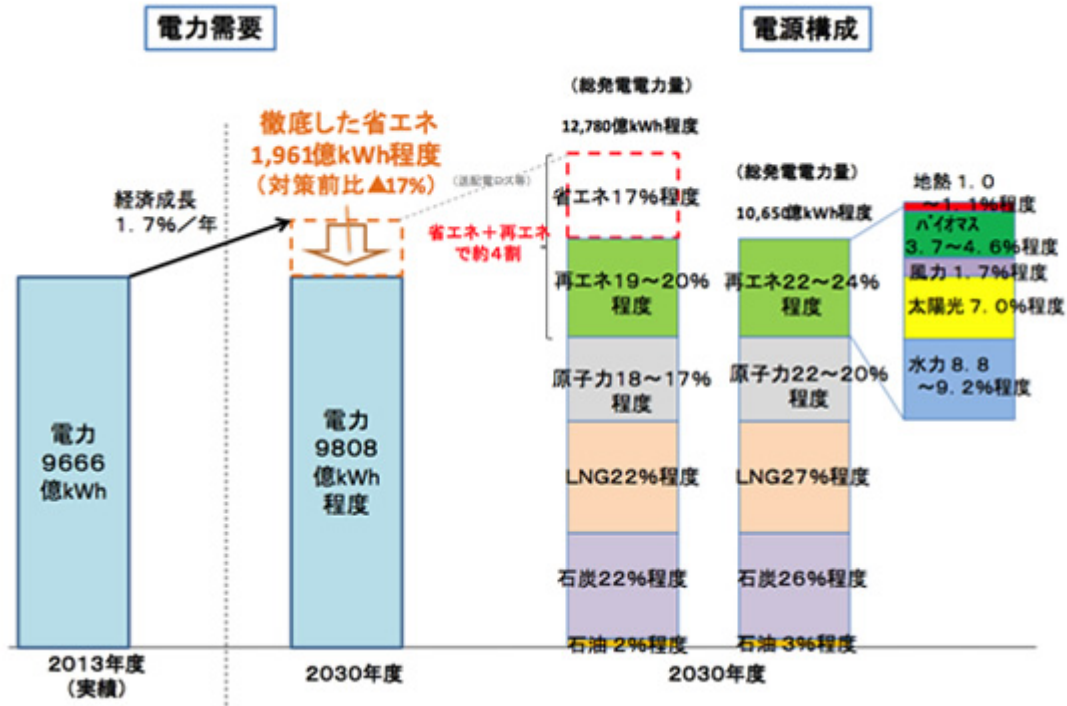 電力需要
電源構成
(総発電電力量)
12,780億kWh程度
徹底した省エネ
1,961億kWh程度
(対策前比▲17%)
(送配電ロス等)
経済成長
1.7%/年
省エネ17%程度
省エネ+再エネ
で約4割
(総発電電力量)
10,650億kWh程度
地熱 1.0
~1.1%程度
バイオマス
3.7~4.6%程度
風力 1.7%程度
太陽光 7.0%程度
水力 8.8
~9.2%程度
再エネ19~20%
程度
再エネ22~24%
程度
原子力18~17%
程度
原子力22~20%
程度
電力
9666
億kWh
電力
9808
億kWh
程度
LNG22%程度
LNG27%程度
石炭22%程度
石炭26%程度
石油 2%程度
石油 3%程度
2013年度
(実績)
2030年度
2030年度